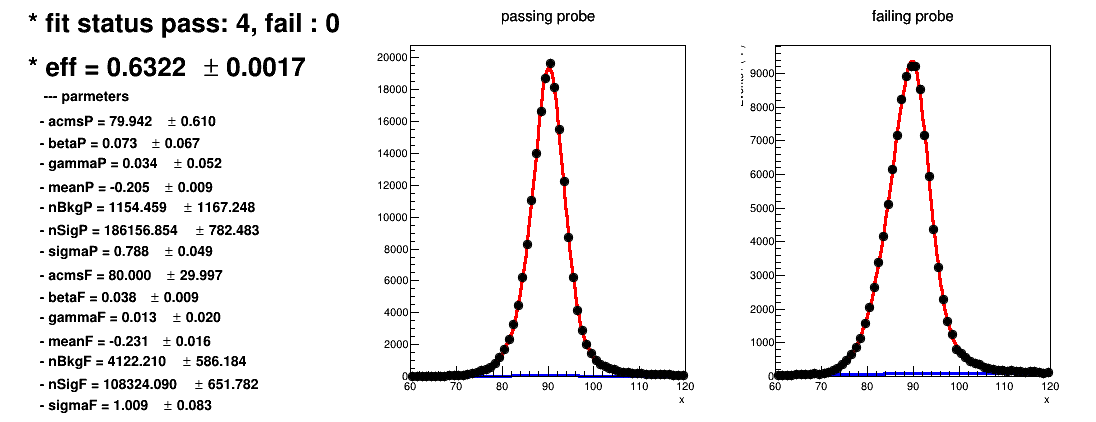 * fit status pass: 4, fail : 0
* eff = 0.6322 ± 0.0017
--- parmeters
- acmsP = 79.942 ± 0.610
- betaP = 0.073 ± 0.067
- gammaP = 0.034 ± 0.052
- meanP = -0.205 ± 0.009
- nBkgP = 1154.459 ± 1167.248
- nSigP = 186156.854 ± 782.483
- sigmaP = 0.788 ± 0.049
- acmsF = 80.000 ± 29.997
- betaF = 0.038 ± 0.009
- gammaF = 0.013 ± 0.020
- meanF = -0.231 ± 0.016
- nBkgF = 4122.210 ± 586.184
- nSigF = 108324.090 ± 651.782
- sigmaF = 1.009 ± 0.083
passing probe
20000
18000
16000
14000
12000
10000
8000
6000
4000
2000
0
60 70 80 90 100 110 120
x
failing probe
9000
8000
7000
6000
5000
4000
3000
2000
1000
0
60 70 80 90 100 110 120
x